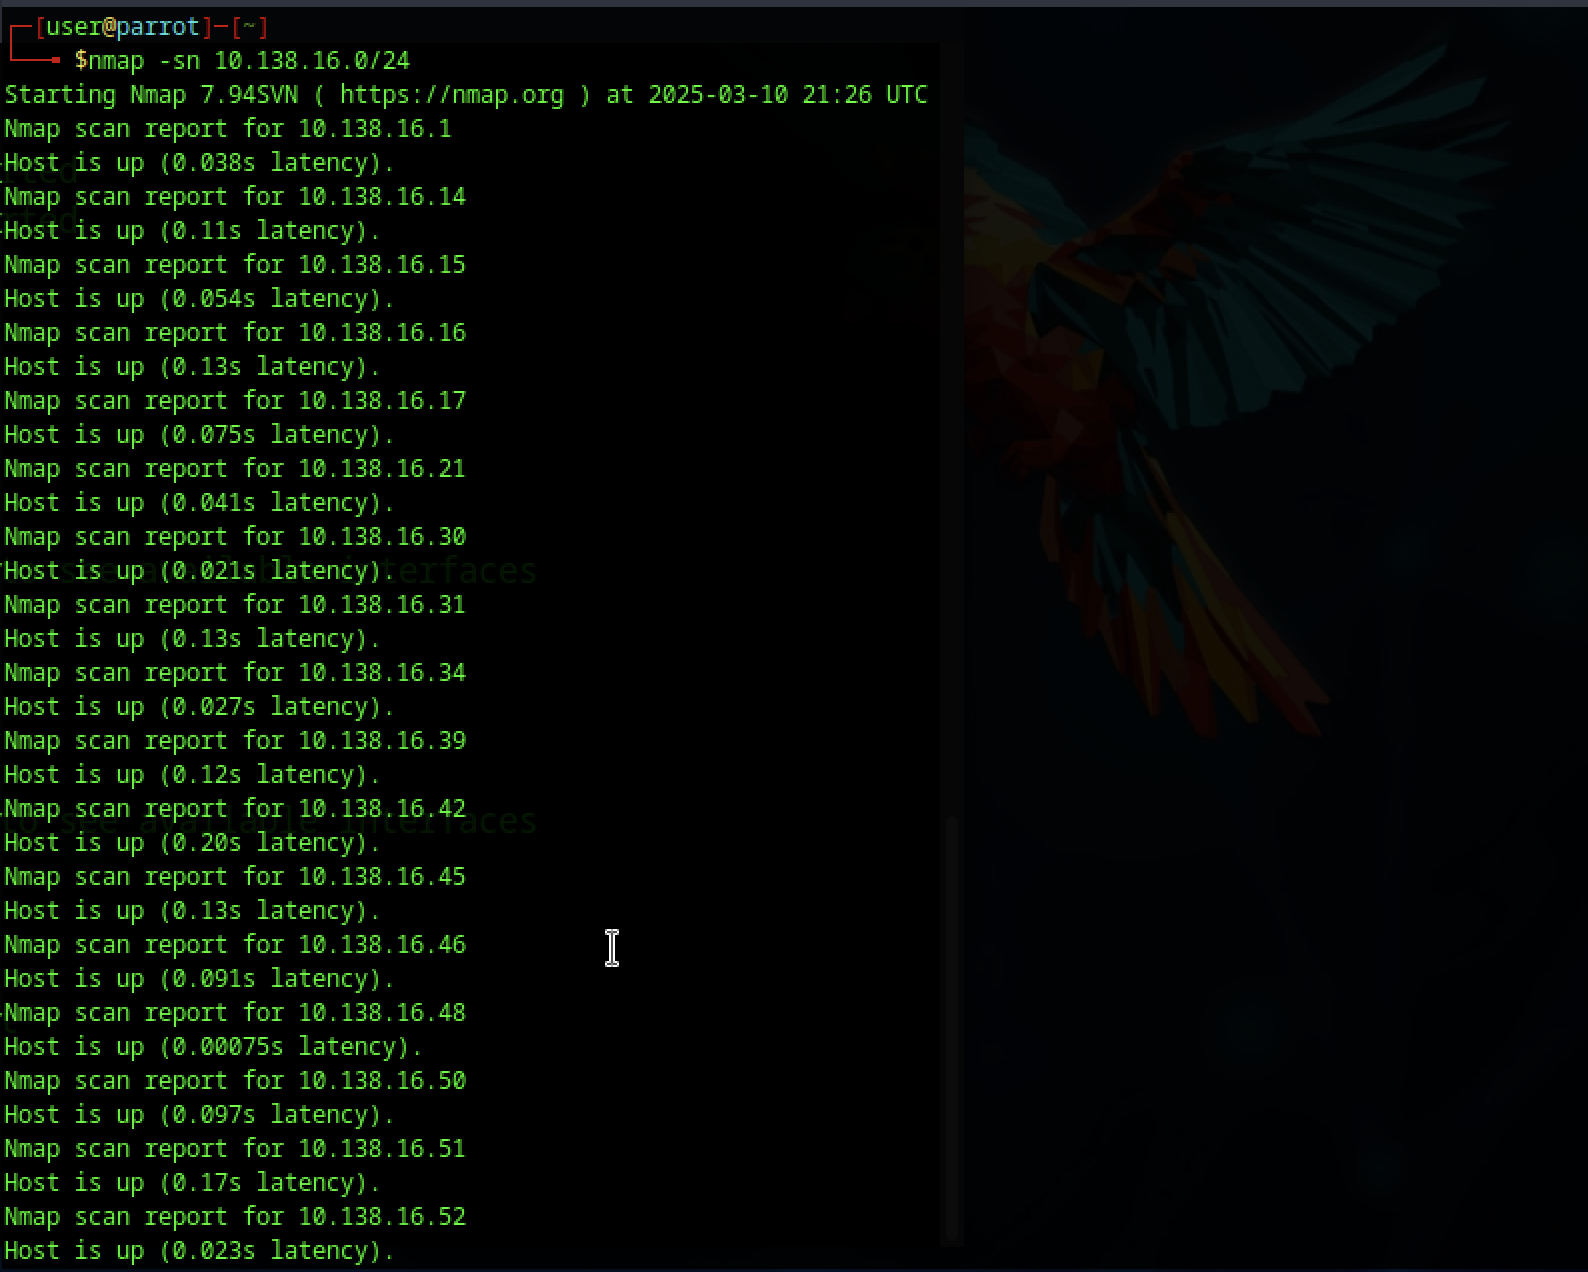 [user@parrot]─[~]
$nmap -sn 10.138.16.0/24
Starting Nmap 7.94SVN ( https://nmap.org ) at 2025-03-10 21:26 UTC
Nmap scan report for 10.138.16.1
Host is up (0.038s latency).
Nmap scan report for 10.138.16.14
Host is up (0.11s latency).
Nmap scan report for 10.138.16.15
Host is up (0.054s latency).
Nmap scan report for 10.138.16.16
Host is up (0.13s latency).
Nmap scan report for 10.138.16.17
Host is up (0.075s latency).
Nmap scan report for 10.138.16.21
Host is up (0.041s latency).
Nmap scan report for 10.138.16.30
Host is up (0.021s latency).
Nmap scan report for 10.138.16.31
Host is up (0.13s latency).
Nmap scan report for 10.138.16.34
Host is up (0.027s latency).
Nmap scan report for 10.138.16.39
Host is up (0.12s latency).
Nmap scan report for 10.138.16.42
Host is up (0.20s latency).
Nmap scan report for 10.138.16.45
Host is up (0.13s latency).
Nmap scan report for 10.138.16.46
Host is up (0.091s latency).
Nmap scan report for 10.138.16.48
Host is up (0.00075s latency).
Nmap scan report for 10.138.16.50
Host is up (0.097s latency).
Nmap scan report for 10.138.16.51
Host is up (0.17s latency).
Nmap scan report for 10.138.16.52
Host is up (0.023s latency).